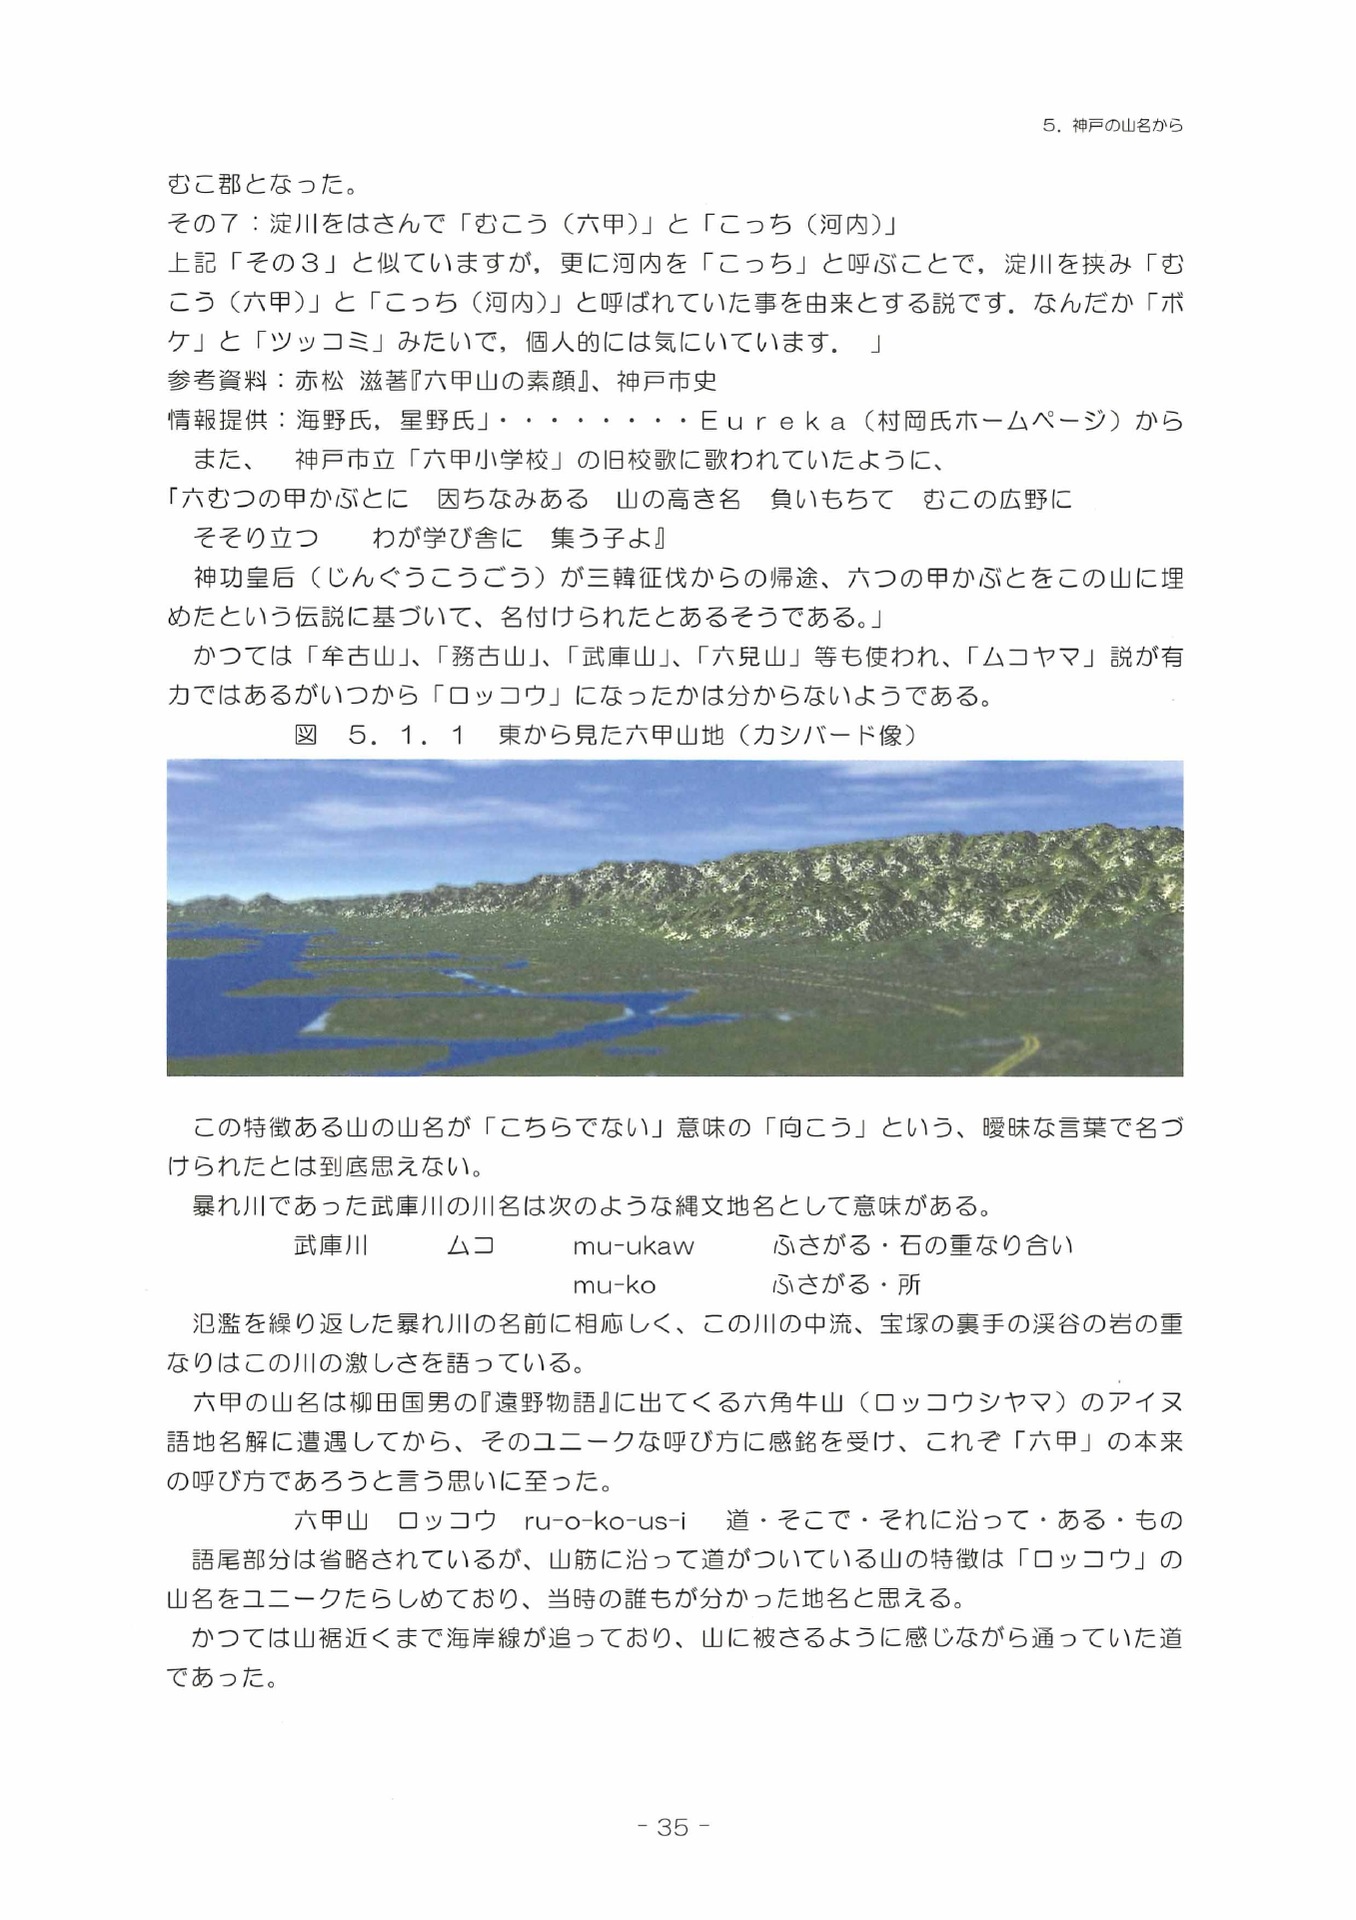 5. 神戸の山名から
むこ郡となった。
その7：淀川をはさんで「むこう（六甲）」と「こっち（河内）」
上記「その3」と似ていますが，更に河内を「こっち」と呼ぶことで，淀川を挟み「む
こう（六甲）」と「こっち（河内）」と呼ばれていた事を由来とする説です．なんだか「ボ
ケ」と「ツッコミ」みたいで，個人的には気にいています．　」
参考資料：赤松 滋著『六甲山の素顔』、神戸市史
情報提供：海野氏，星野氏」・・・・・・・・Ｅｕｒｅｋａ（村岡氏ホームページ）から
また、　神戸市立「六甲小学校」の旧校歌に歌われていたように、
「六むつの甲かぶとに　因ちなみある　山の高き名　負いもちて　むこの広野に
そそり立つ　　わが学び舎に　集う子よ』
神功皇后（じんぐうこうごう）が三韓征伐からの帰途、六つの甲かぶとをこの山に埋
めたという伝説に基づいて、名付けられたとあるそうである。」
かつては「牟古山」、「務古山」、「武庫山」、「六兒山」等も使われ、「ムコヤマ」説が有
力ではあるがいつから「ロッコウ」になったかは分からないようである。
図　5．1．1　東から見た六甲山地（カシバード像）
この特徴ある山の山名が「こちらでない」意味の「向こう」という、曖昧な言葉で名づ
けられたとは到底思えない。
暴れ川であった武庫川の川名は次のような縄文地名として意味がある。
武庫川　　　ムコ　　　mu-ukaw　　　ふさがる・石の重なり合い
mu-ko　　　ふさがる・所
氾濫を繰り返した暴れ川の名前に相応しく、この川の中流、宝塚の裏手の渓谷の岩の重
なりはこの川の激しさを語っている。
六甲の山名は柳田国男の『遠野物語』に出てくる六角牛山（ロッコウシヤマ）のアイヌ
語地名解に遭遇してから、そのユニークな呼び方に感銘を受け、これぞ「六甲」の本来
の呼び方であろうと言う思いに至った。
六甲山　ロッコウ　ru-o-ko-us-i　道・そこで・それに沿って・ある・もの
語尾部分は省略されているが、山筋に沿って道がついている山の特徴は「ロッコウ」の
山名をユニークたらしめており、当時の誰もが分かった地名と思える。
かつては山裾近くまで海岸線が迫っており、山に被さるように感じながら通っていた道
であった。
- 35 -